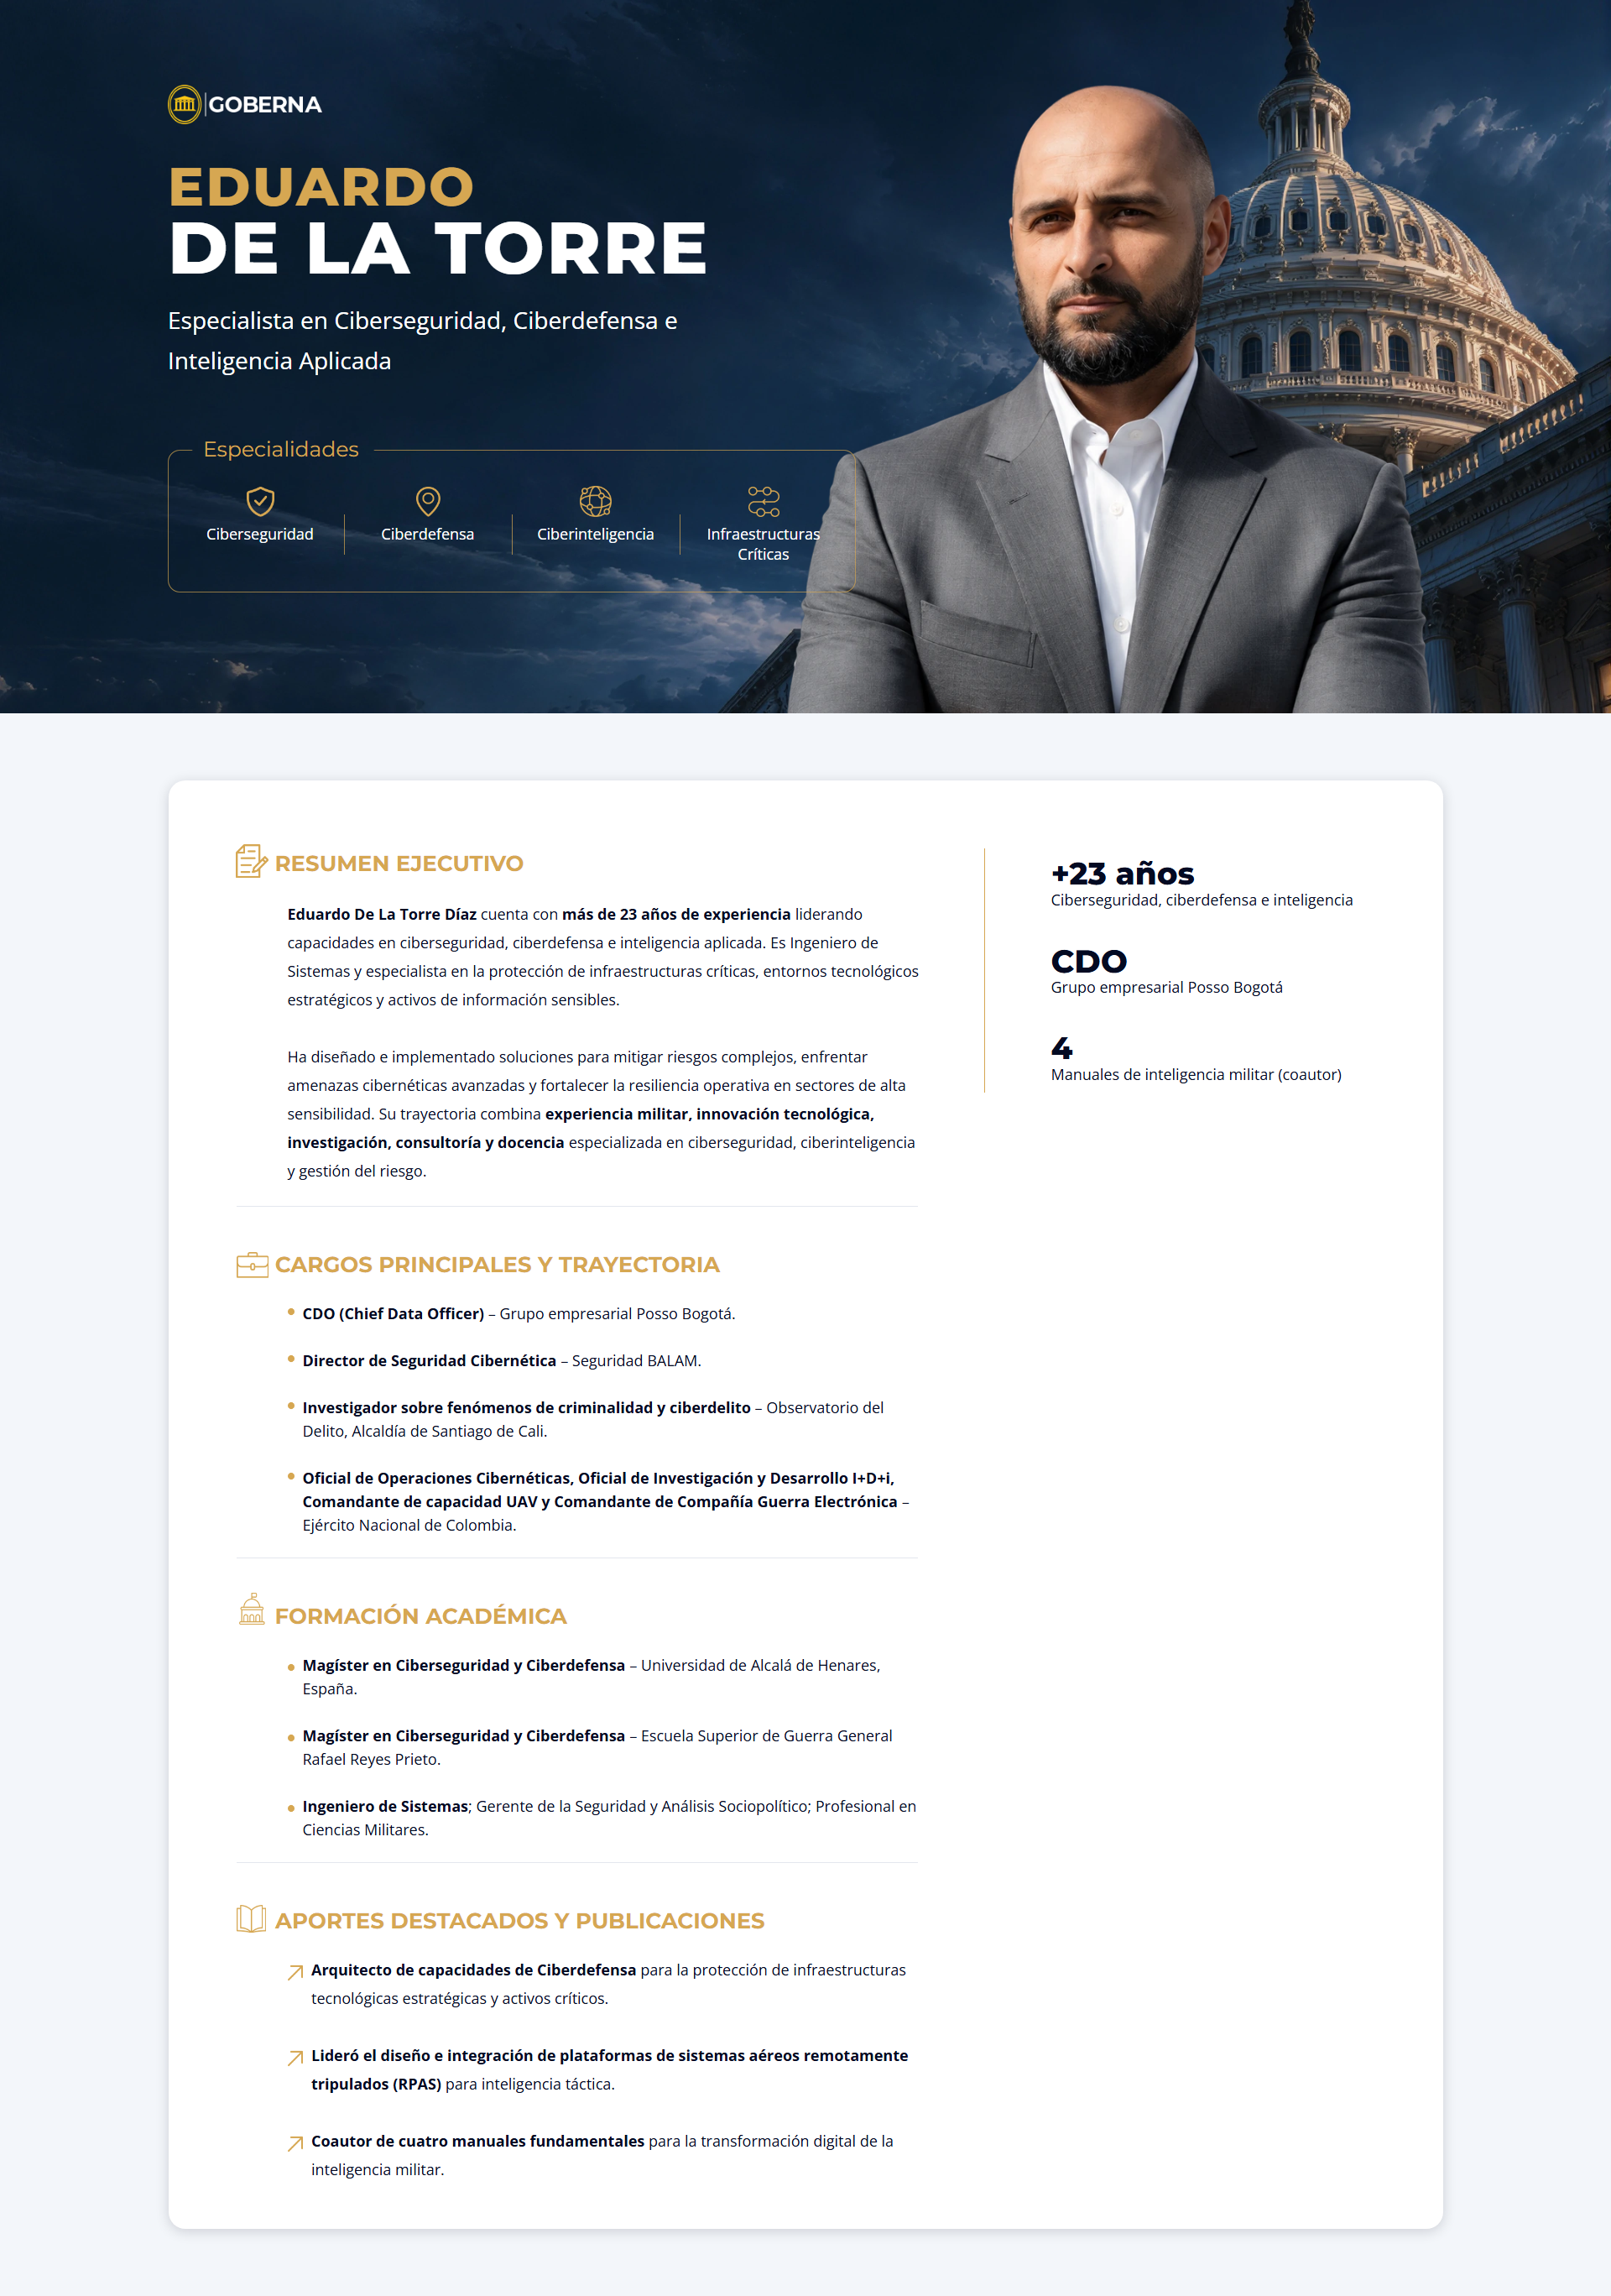 GOBERNA
EDUARDO
DE LA TORRE
Especialista en Ciberseguridad, Ciberdefensa e
Inteligencia Aplicada
Especialidades
Ciberseguridad
Ciberdefensa
Ciberinteligencia
Infraestructuras
Críticas
RESUMEN EJECUTIVO
Eduardo De La Torre Díaz cuenta con más de 23 años de experiencia liderando
capacidades en ciberseguridad, ciberdefensa e inteligencia aplicada. Es Ingeniero de
Sistemas y especialista en la protección de infraestructuras críticas, entornos tecnológicos
estratégicos y activos de información sensibles.
Ha diseñado e implementado soluciones para mitigar riesgos complejos, enfrentar
amenazas cibernéticas avanzadas y fortalecer la resiliencia operativa en sectores de alta
sensibilidad. Su trayectoria combina experiencia militar, innovación tecnológica,
investigación, consultoría y docencia especializada en ciberseguridad, ciberinteligencia
y gestión del riesgo.
+23 años
Ciberseguridad, ciberdefensa e inteligencia
CDO
Grupo empresarial Posso Bogotá
4
Manuales de inteligencia militar (coautor)
CARGOS PRINCIPALES Y TRAYECTORIA
CDO (Chief Data Officer) – Grupo empresarial Posso Bogotá.
Director de Seguridad Cibernética – Seguridad BALAM.
Investigador sobre fenómenos de criminalidad y ciberdelito – Observatorio del
Delito, Alcaldía de Santiago de Cali.
Oficial de Operaciones Cibernéticas, Oficial de Investigación y Desarrollo I+D+i,
Comandante de capacidad UAV y Comandante de Compañía Guerra Electrónica –
Ejército Nacional de Colombia.
FORMACIÓN ACADÉMICA
Magíster en Ciberseguridad y Ciberdefensa – Universidad de Alcalá de Henares,
España.
Magíster en Ciberseguridad y Ciberdefensa – Escuela Superior de Guerra General
Rafael Reyes Prieto.
Ingeniero de Sistemas; Gerente de la Seguridad y Análisis Sociopolítico; Profesional en
Ciencias Militares.
APORTES DESTACADOS Y PUBLICACIONES
Arquitecto de capacidades de Ciberdefensa para la protección de infraestructuras
tecnológicas estratégicas y activos críticos.
Lideró el diseño e integración de plataformas de sistemas aéreos remotamente
tripulados (RPAS) para inteligencia táctica.
Coautor de cuatro manuales fundamentales para la transformación digital de la
inteligencia militar.